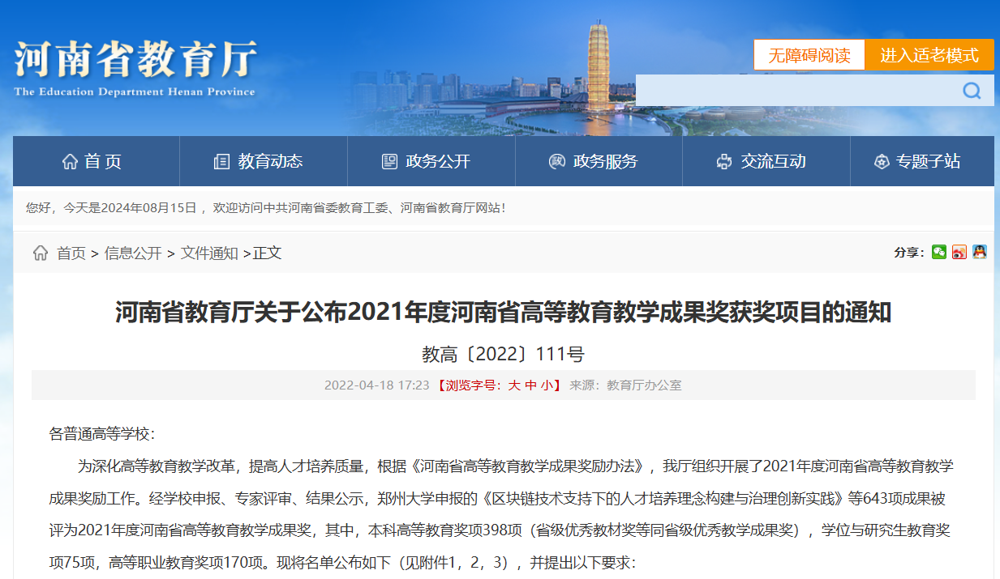 河南省教育厅
The Education Department Henan Province
无障碍阅读 进入适老模式
首 页 教育动态 政务公开 政务服务 交流互动 专题子站
您好，今天是2024年08月15日 ，欢迎访问中共河南省委教育工委、河南省教育厅网站！
首页 > 信息公开 > 文件通知 >正文 分享：
河南省教育厅关于公布2021年度河南省高等教育教学成果奖获奖项目的通知
教高〔2022〕111号
2022-04-18 17:23 【浏览字号：大 中 小】 来源：教育厅办公室
各普通高等学校：
为深化高等教育教学改革，提高人才培养质量，根据《河南省高等教育教学成果奖励办法》，我厅组织开展了2021年度河南省高等教育教学
成果奖励工作。经学校申报、专家评审、结果公示，郑州大学申报的《区块链技术支持下的人才培养理念构建与治理创新实践》等643项成果被
评为2021年度河南省高等教育教学成果奖，其中，本科高等教育奖项398项（省级优秀教材奖等同省级优秀教学成果奖），学位与研究生教育奖
项75项，高等职业教育奖项170项。现将名单公布如下（见附件1，2，3），并提出以下要求：